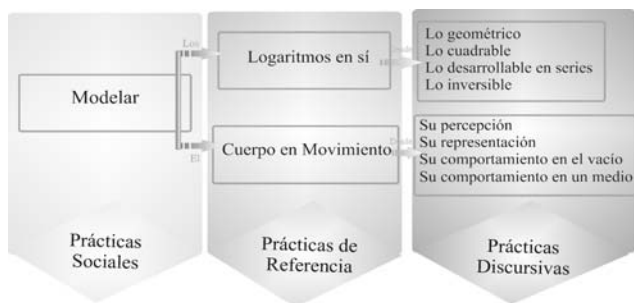 Los
Modelar
El
Logaritmos en sí
Cuerpo en Movimiento
Lo geométrico
Lo cuadrable
Lo desarrollable en series
Lo inversible
Su percepción
Su representación
Su comportamiento en el vacío
Su comportamiento en un medio
Prácticas
Sociales
Prácticas de
Referencia
Prácticas
Discursivas